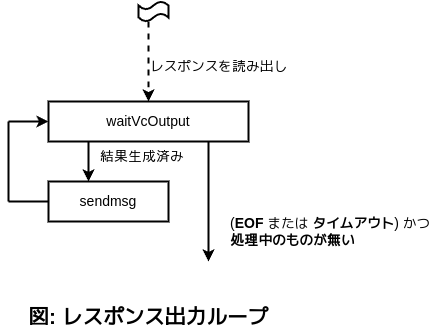 レスポンスを読み出し
waitVcOutput
結果生成済み
sendmsg
(EOF または タイムアウト) かつ
処理中のものが無い
図: レスポンス出力ループ